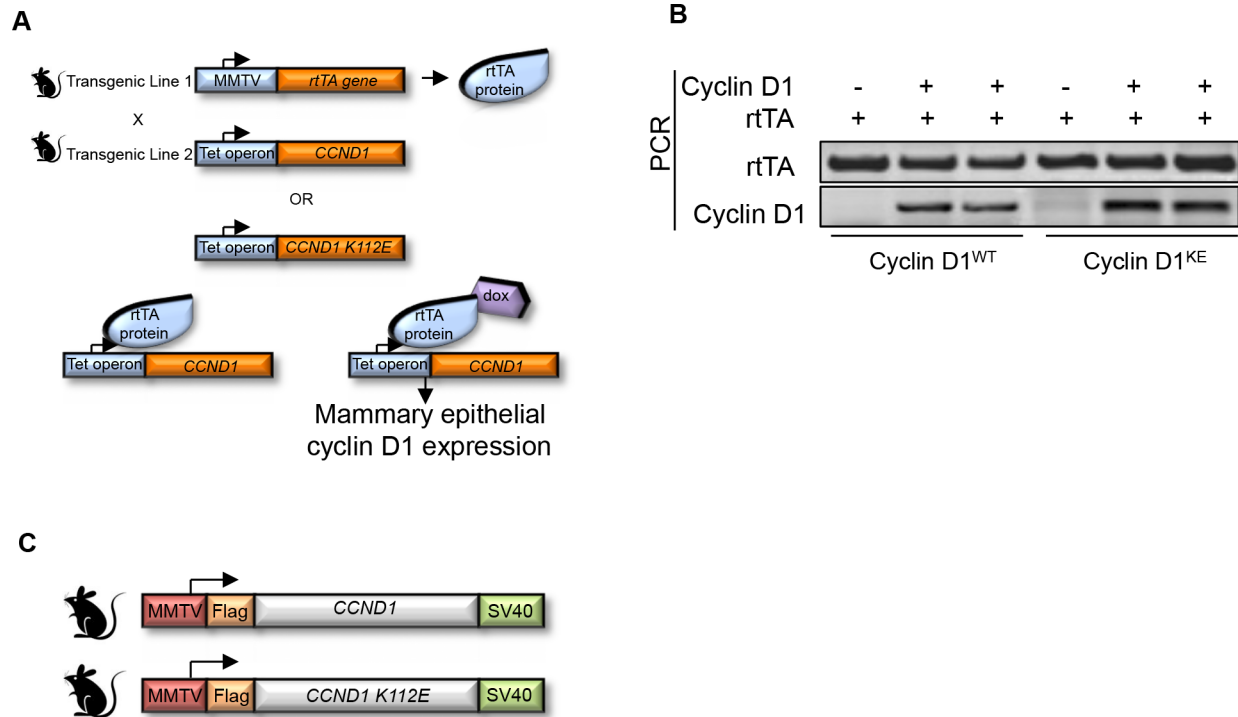 A
Transgenic Line 1
MMTV
rtTA gene
rtTA
protein
X
Transgenic Line 2
Tet operon
CCND1
OR
Tet operon
CCND1 K112E
rtTA
protein
Tet operon
CCND1
dox
rtTA
protein
Tet operon
CCND1
Mammary epithelial
cyclin D1 expression
B
PCR
Cyclin D1 - + + - + +
rtTA + + + + + +
rtTA
Cyclin D1
Cyclin D1WT
Cyclin D1KE
C
MMTV Flag CCND1 SV40
MMTV Flag CCND1 K112E SV40